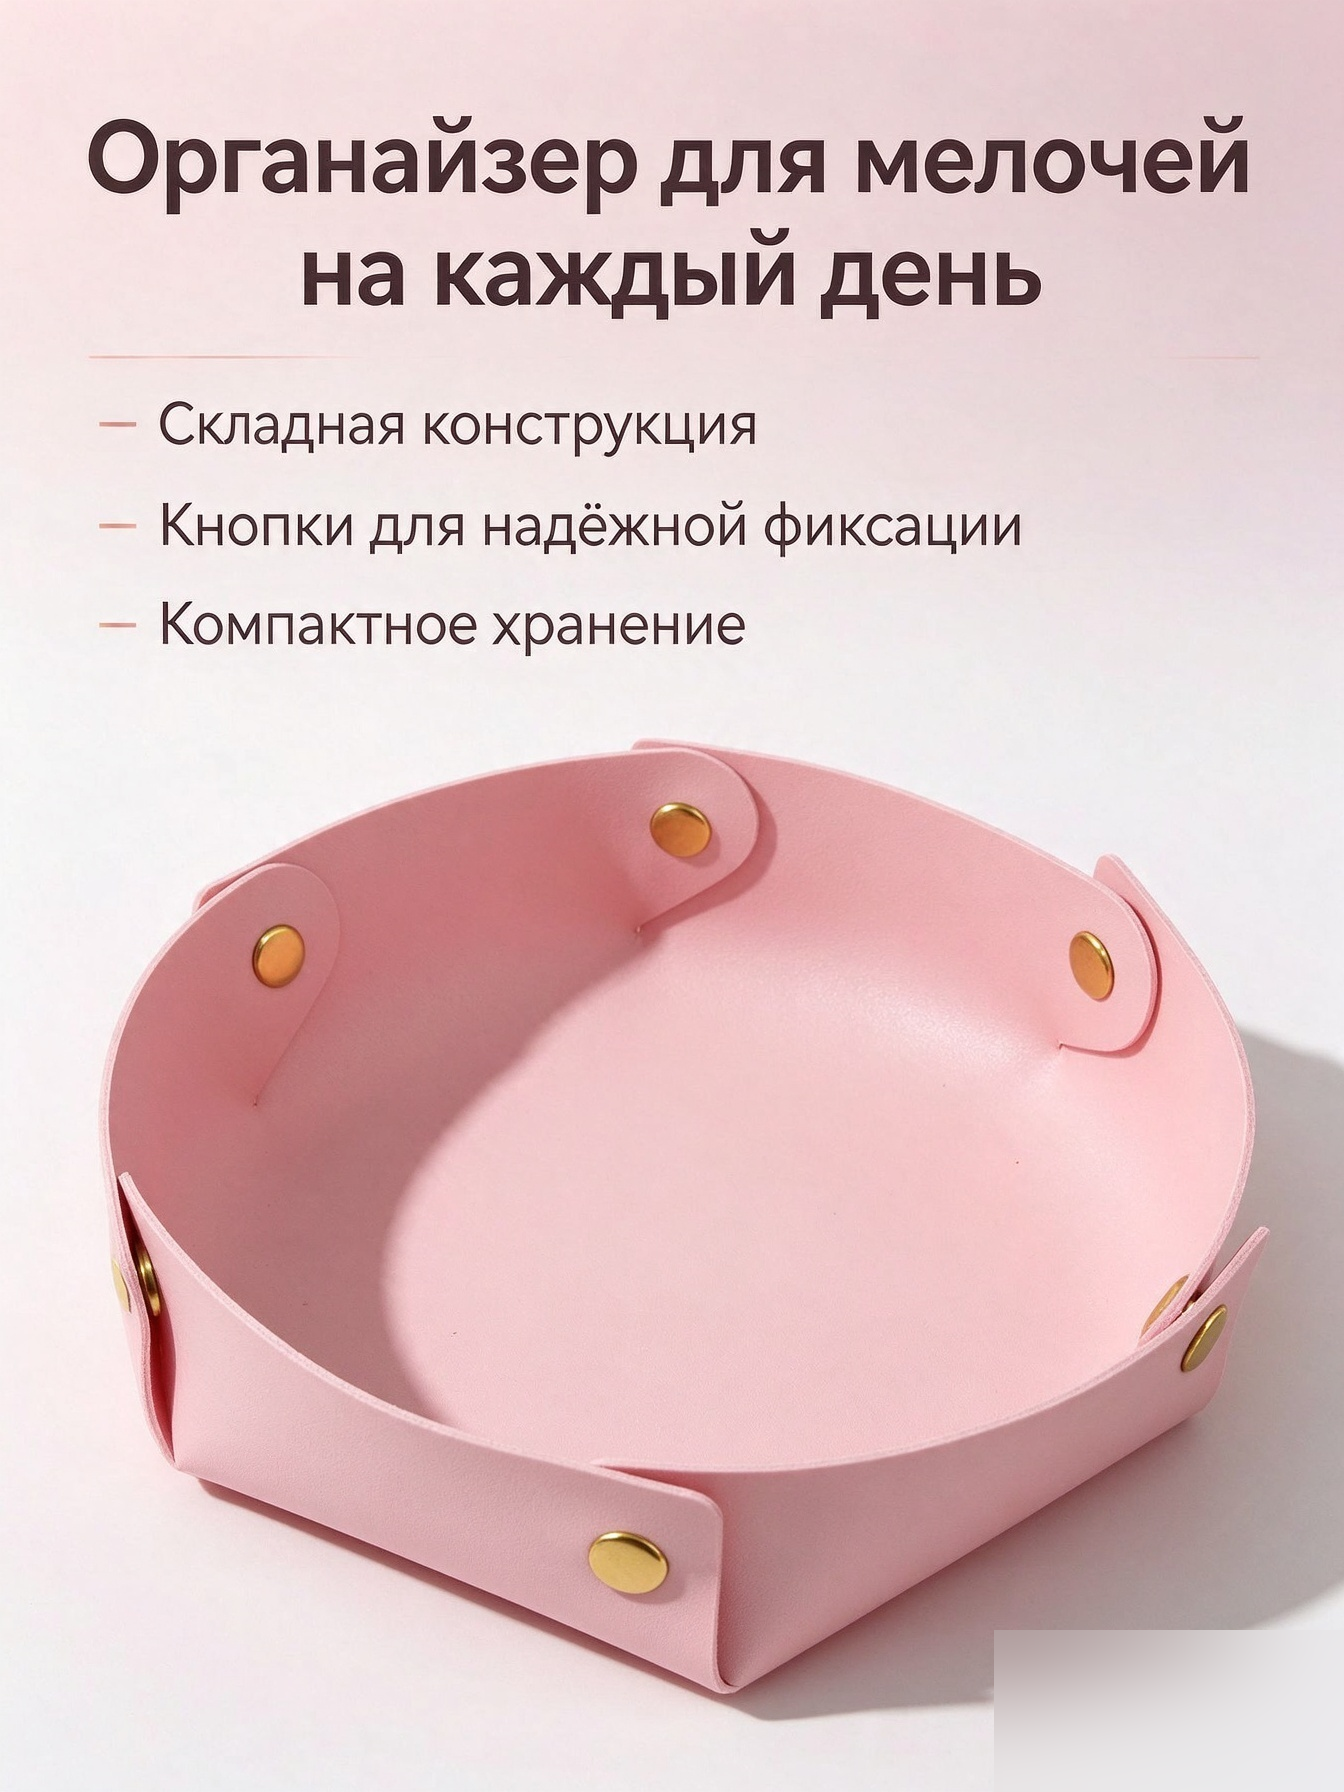 Органайзер для мелочей
на каждый день
— Складная конструкция
— Кнопки для надёжной фиксации
— Компактное хранение